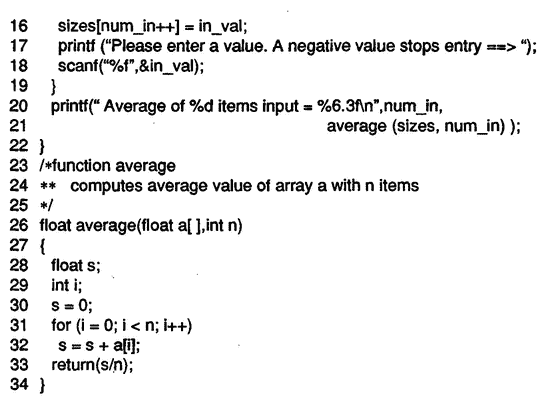 16 sizes[num_in++] = in_val;
17 printf ("Please enter a value. A negative value stops entry ==> ");
18 scanf("%f",&in_val);
19 }
20 printf(" Average of %d items input = %6.3f\n",num_in,
21 average (sizes, num_in) );
22 }
23 /*function average
24 ** computes average value of array a with n items
25 */
26 float average(float a[ ],int n)
27 {
28 float s;
29 int i;
30 s = 0;
31 for (i = 0; i < n; i++)
32 s = s + a[i];
33 return(s/n);
34 }